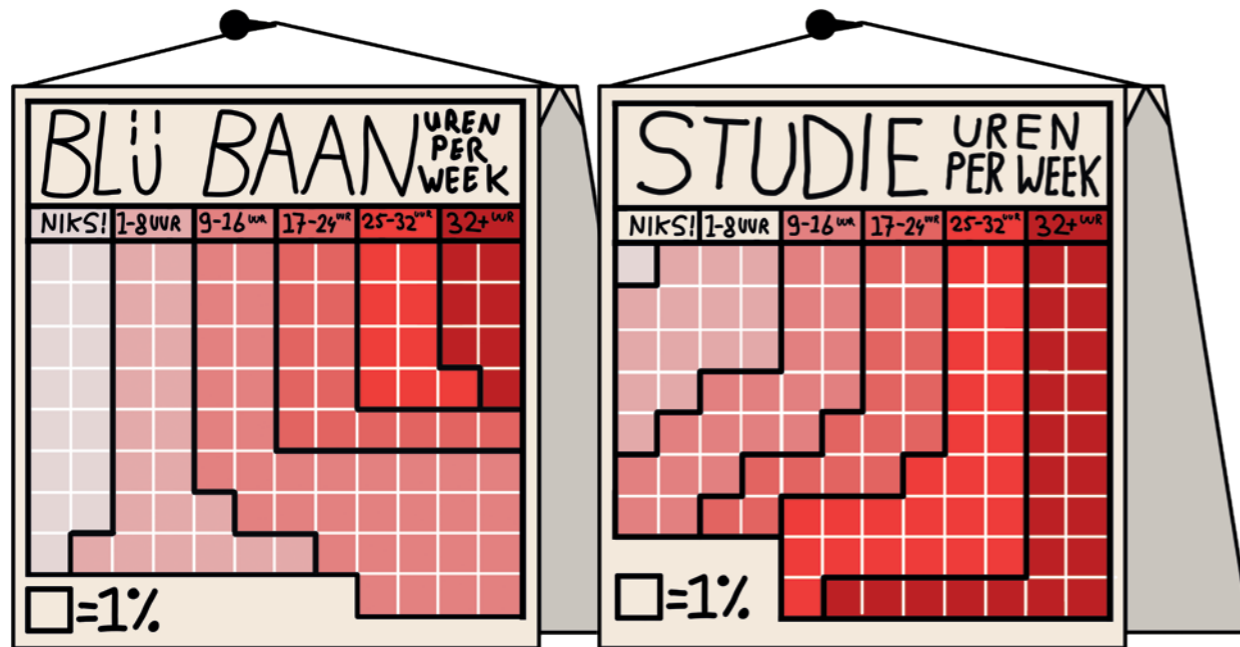 BLÜ BAAN UREN PER WEEK
NIKS! 1-8 UUR 9-16 UUR 17-24 UUR 25-32 UUR 32+ UUR
=1%
STUDIE UREN PER WEEK
NIKS! 1-8 UUR 9-16 UUR 17-24 UUR 25-32 UUR 32+ UUR
=1%